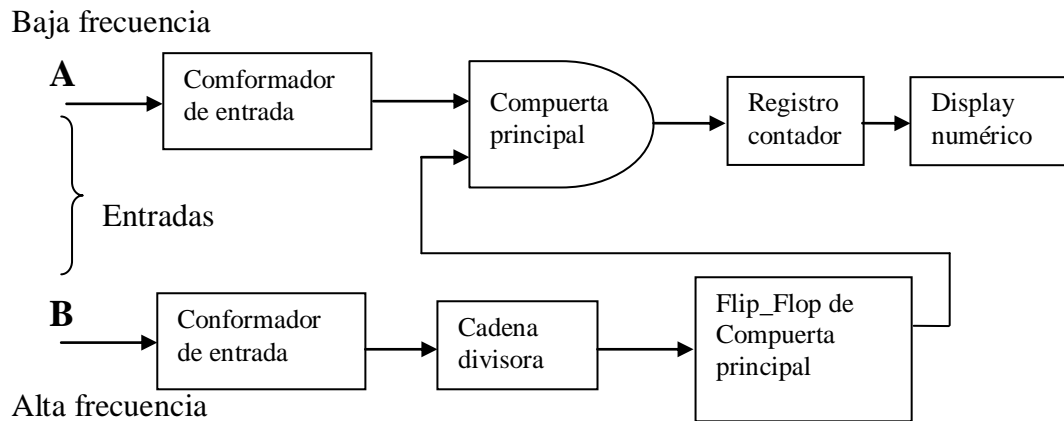 Baja frecuencia
A
Comformador
de entrada
Compuerta
principal
Registro
contador
Display
numérico
Entradas
B
Conformador
de entrada
Cadena
divisora
Flip_Flop de
Compuerta
principal
Alta frecuencia